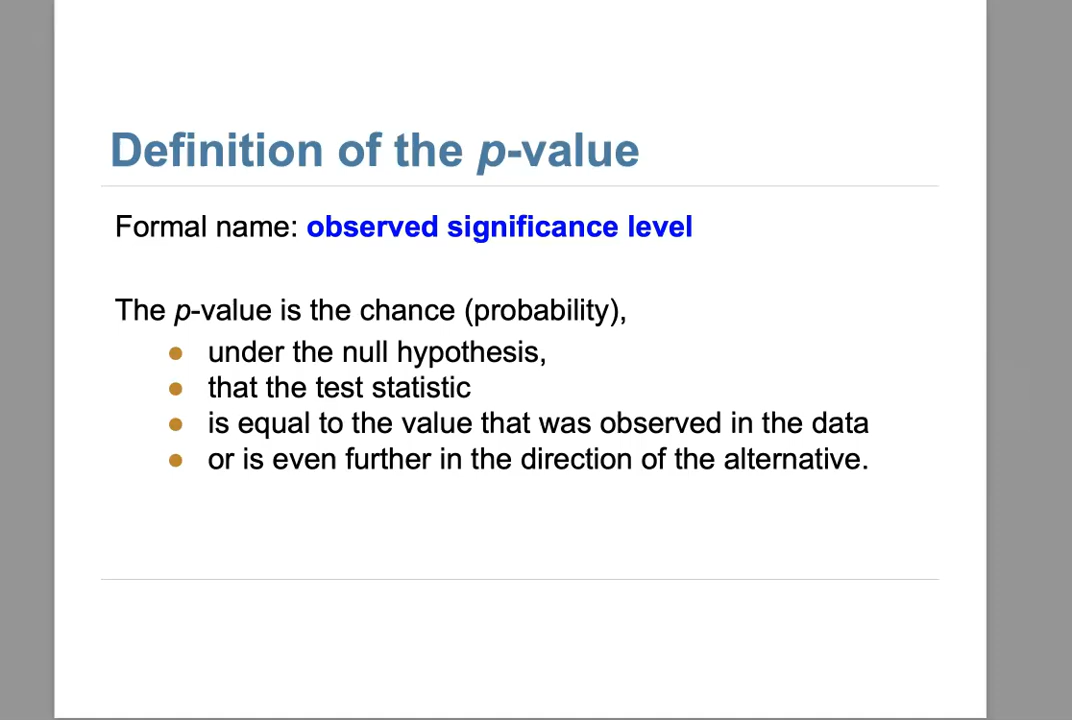 Definition of the p-value
Formal name: observed significance level
The p-value is the chance (probability),
● under the null hypothesis,
● that the test statistic
● is equal to the value that was observed in the data
● or is even further in the direction of the alternative.